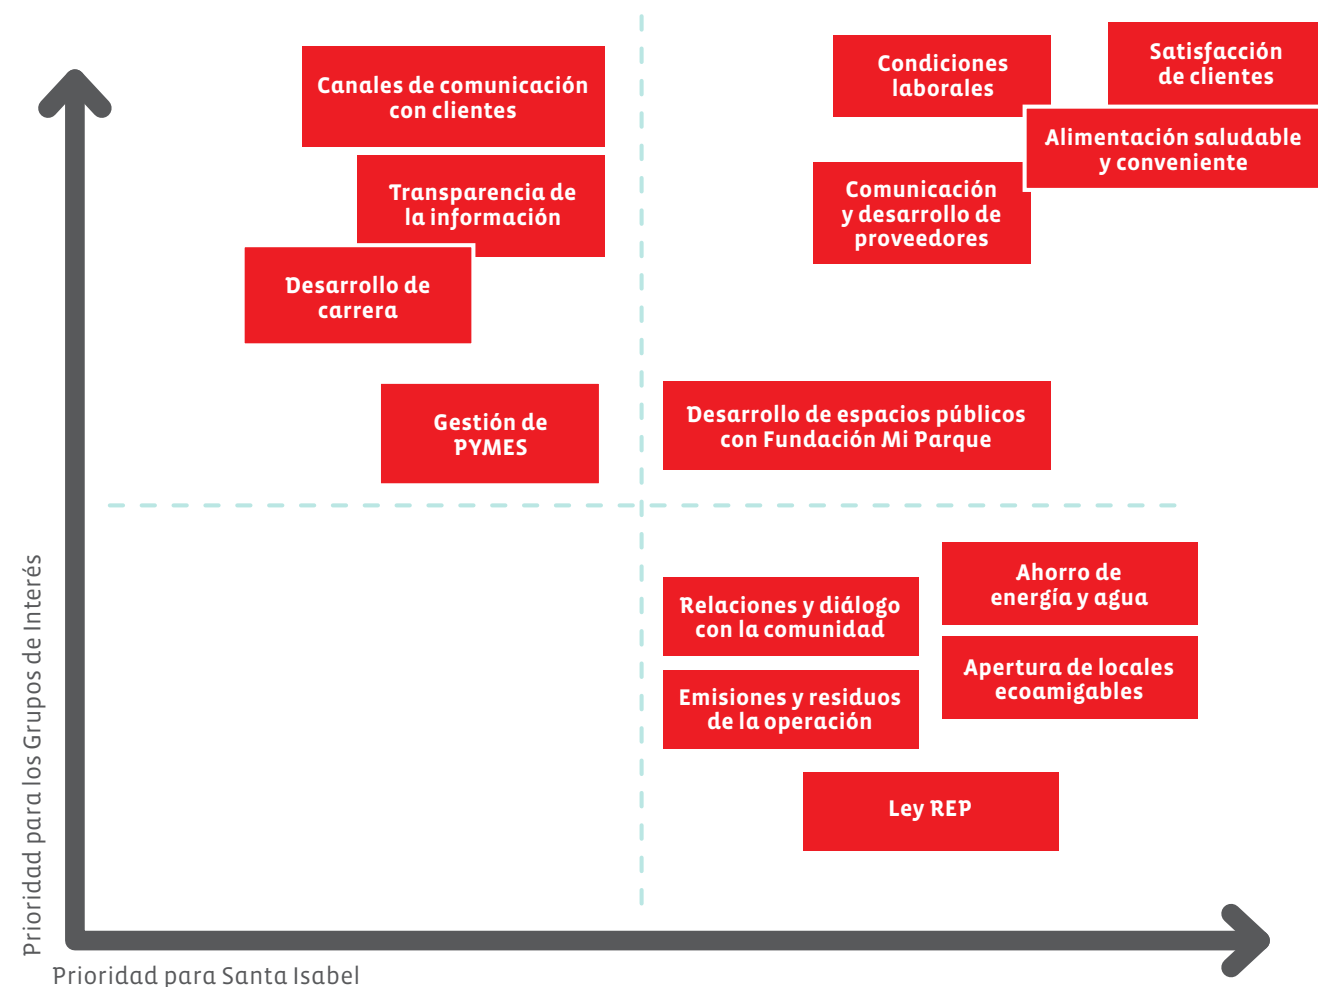 Canales de comunicación
con clientes
Transparencia de
la información
Desarrollo de
carrera
Gestión de
PYMES
Condiciones
laborales
Satisfacción
de clientes
Alimentación saludable
y conveniente
Comunicación
y desarrollo de
proveedores
Desarrollo de espacios públicos
con Fundación Mi Parque
Relaciones y diálogo
con la comunidad
Ahorro de
energía y agua
Emisiones y residuos
de la operación
Apertura de locales
ecoamigables
Ley REP
Prioridad para los Grupos de Interés
Prioridad para Santa Isabel